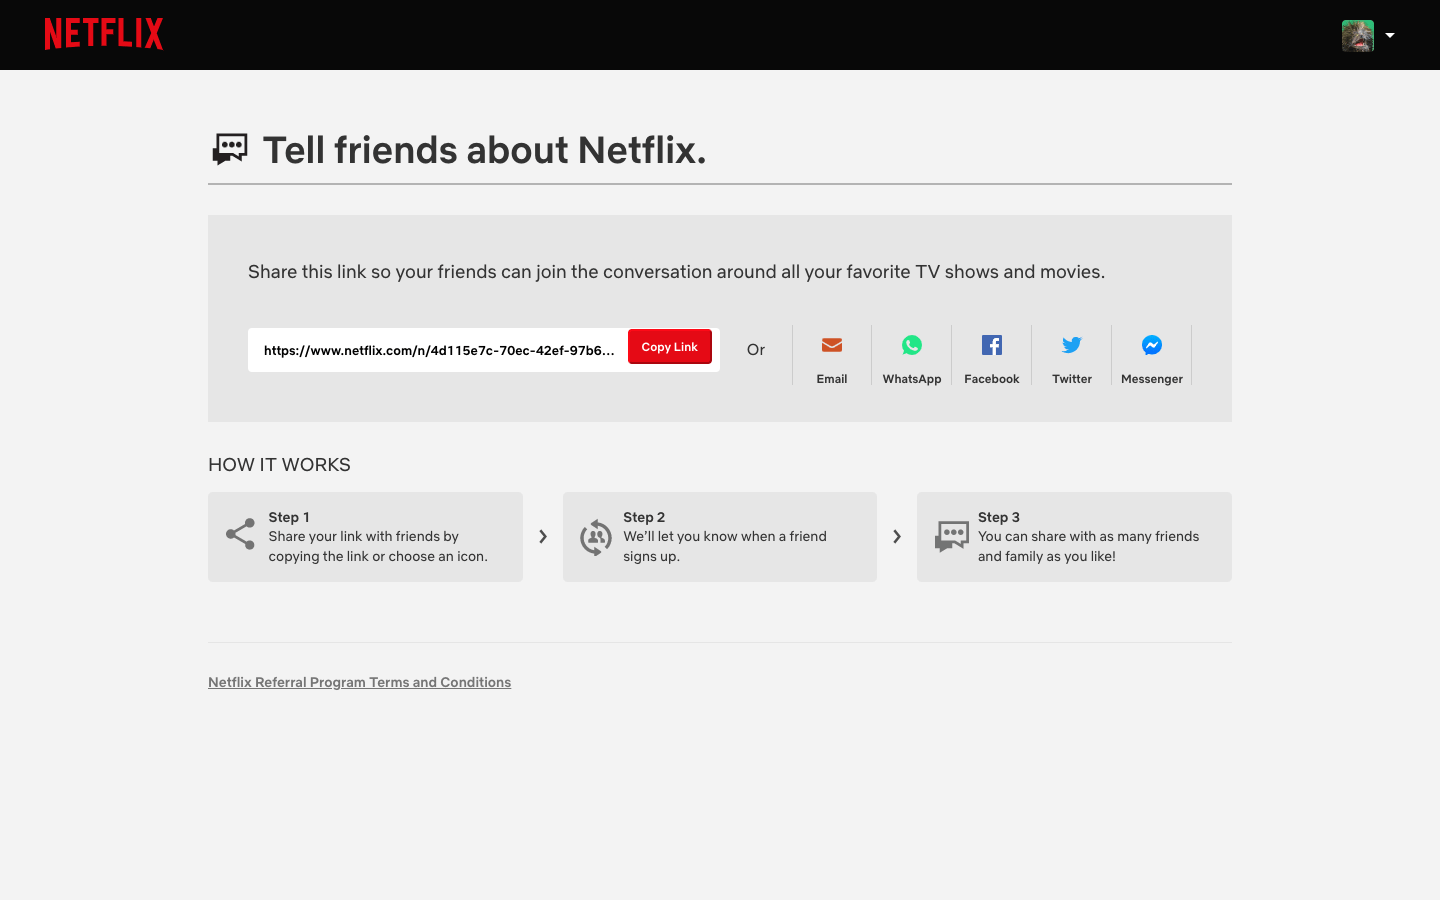 NETFLIX
Tell friends about Netflix.
Share this link so your friends can join the conversation around all your favorite TV shows and movies.
https://www.netflix.com/n/4d115e7c-70ec-42ef-97b6...
Copy Link
Or
Email
WhatsApp
Facebook
Twitter
Messenger
HOW IT WORKS
Step 1
Share your link with friends by
copying the link or choose an icon.
Step 2
We'll let you know when a friend
signs up.
Step 3
You can share with as many friends
and family as you like!
Netflix Referral Program Terms and Conditions